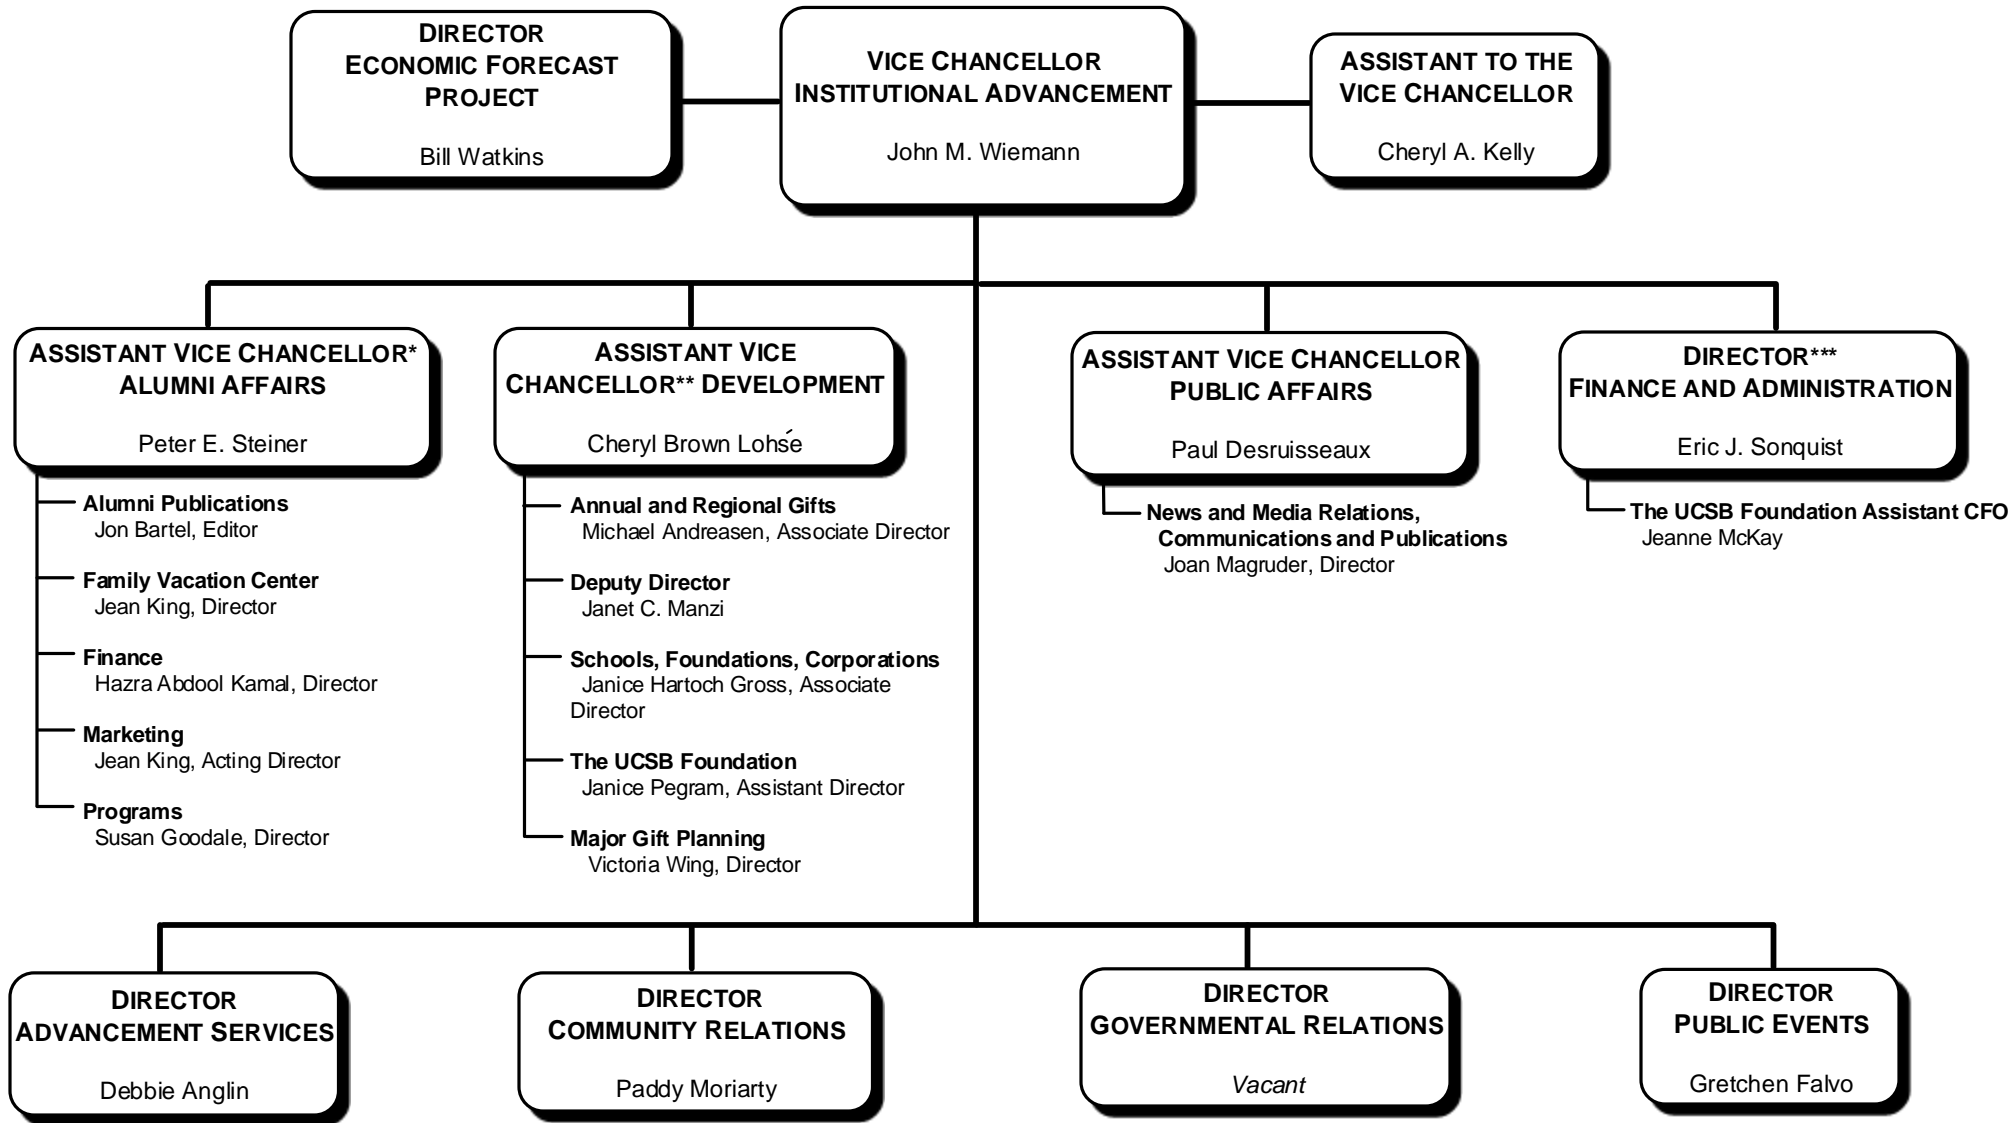 DIRECTOR
ECONOMIC FORECAST
PROJECT
Bill Watkins
VICE CHANCELLOR
INSTITUTIONAL ADVANCEMENT
John M. Wiemann
ASSISTANT TO THE
VICE CHANCELLOR
Cheryl A. Kelly
ASSISTANT VICE CHANCELLOR*
ALUMNI AFFAIRS
Peter E. Steiner
Alumni Publications
Jon Bartel, Editor
Family Vacation Center
Jean King, Director
Finance
Hazra Abdool Kamal, Director
Marketing
Jean King, Acting Director
Programs
Susan Goodale, Director
ASSISTANT VICE
CHANCELLOR** DEVELOPMENT
Cheryl Brown Lohsé
Annual and Regional Gifts
Michael Andreasen, Associate Director
Deputy Director
Janet C. Manzi
Schools, Foundations, Corporations
Janice Hartoch Gross, Associate
Director
The UCSB Foundation
Janice Pegram, Assistant Director
Major Gift Planning
Victoria Wing, Director
ASSISTANT VICE CHANCELLOR
PUBLIC AFFAIRS
Paul Desruisseaux
News and Media Relations,
Communications and Publications
Joan Magruder, Director
DIRECTOR***
FINANCE AND ADMINISTRATION
Eric J. Sonquist
The UCSB Foundation Assistant CFO
Jeanne McKay
DIRECTOR
ADVANCEMENT SERVICES
Debbie Anglin
DIRECTOR
COMMUNITY RELATIONS
Paddy Moriarty
DIRECTOR
GOVERNMENTAL RELATIONS
Vacant
DIRECTOR
PUBLIC EVENTS
Gretchen Falvo